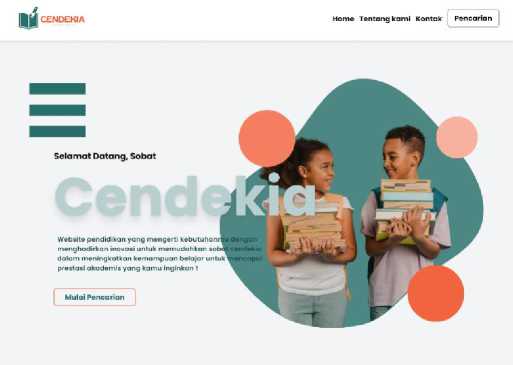 CENDEKIA
Home Tentang kami Kontak Pencarian
Selamat Datang, Sobat
Cendekia
Website pendidikan yang mengerti kebutuhanmu dengan
menghadirkan inovasi untuk memudahkan sobat cendekia
dalam meningkatkan kemampuan belajar untuk mencapai
prestasi akademis yang kamu inginkan !
Mulai Pencarian